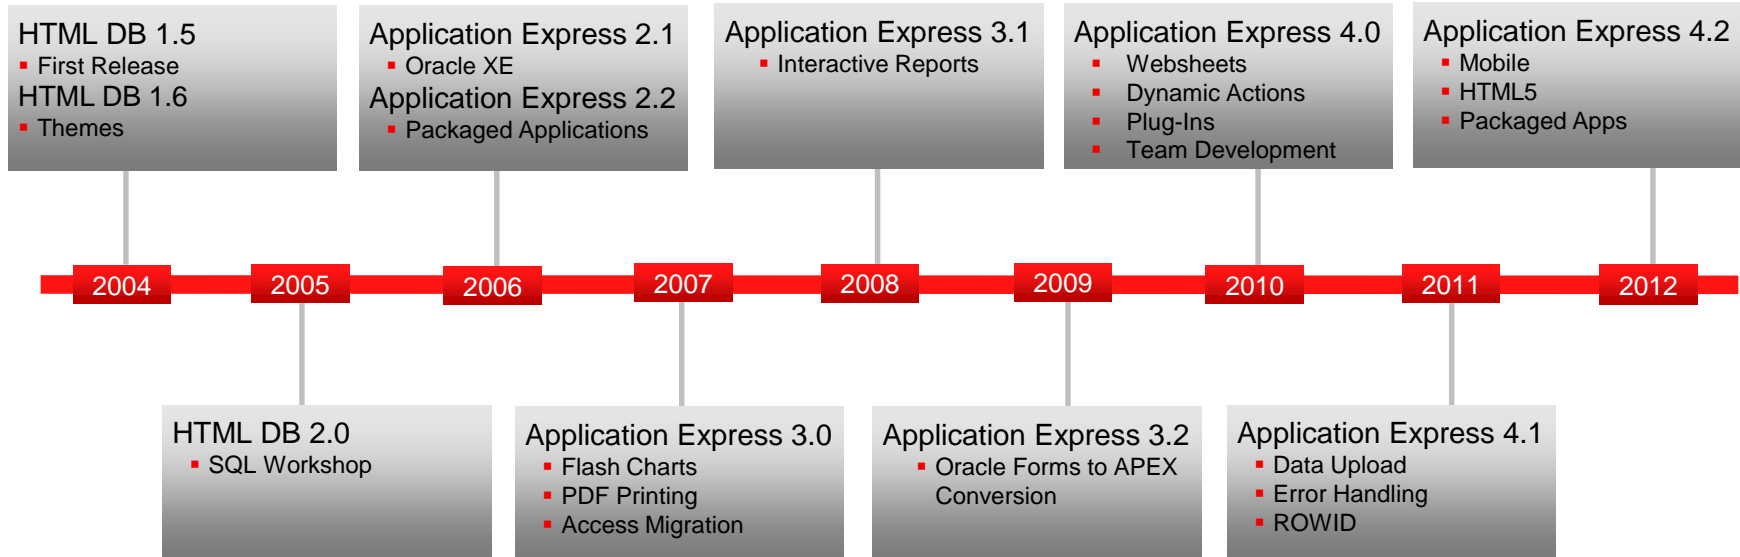 HTML DB 1.5
First Release
HTML DB 1.6
Themes
Application Express 2.1
Oracle XE
Application Express 2.2
Packaged Applications
Application Express 3.1
Interactive Reports
Application Express 4.0
Websheets
Dynamic Actions
Plug-Ins
Team Development
Application Express 4.2
Mobile
HTML5
Packaged Apps
2004
2005
2006
2007
2008
2009
2010
2011
2012
HTML DB 2.0
SQL Workshop
Application Express 3.0
Flash Charts
PDF Printing
Access Migration
Application Express 3.2
Oracle Forms to APEX
Conversion
Application Express 4.1
Data Upload
Error Handling
ROWID